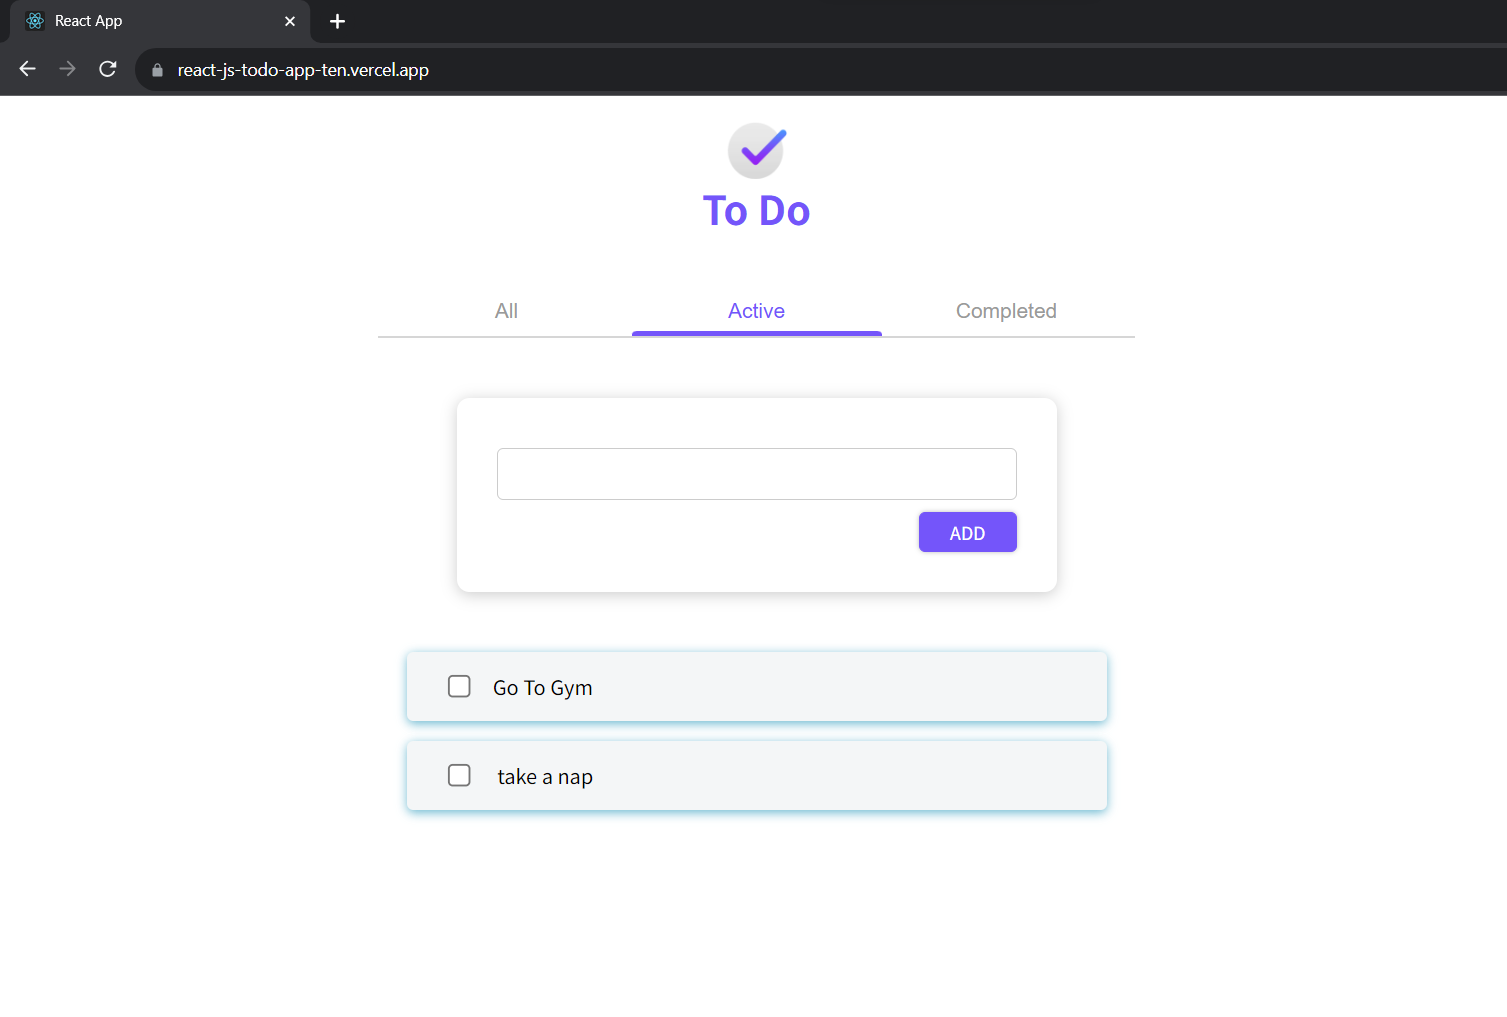 React App
react-js-todo-app-ten.vercel.app
To Do
All Active Completed
ADD
Go To Gym
take a nap